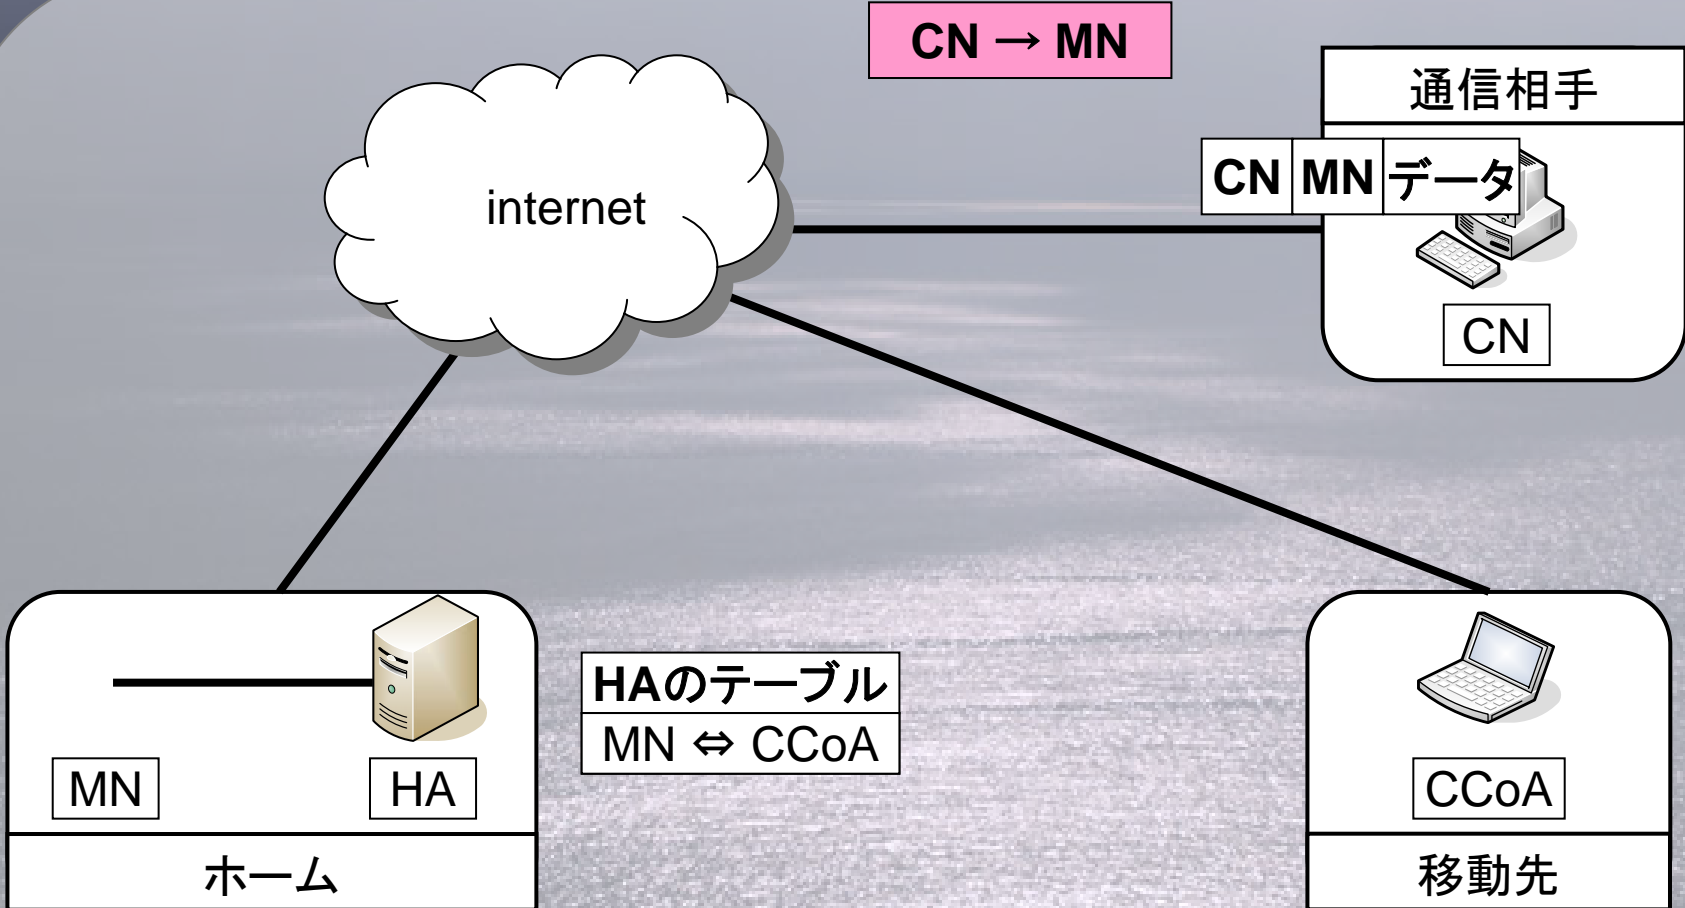 CN → MN
通信相手
CN MN データ
internet
CN
HAのテーブル
MN ⇔ CCoA
MN
HA
CCoA
ホーム
移動先